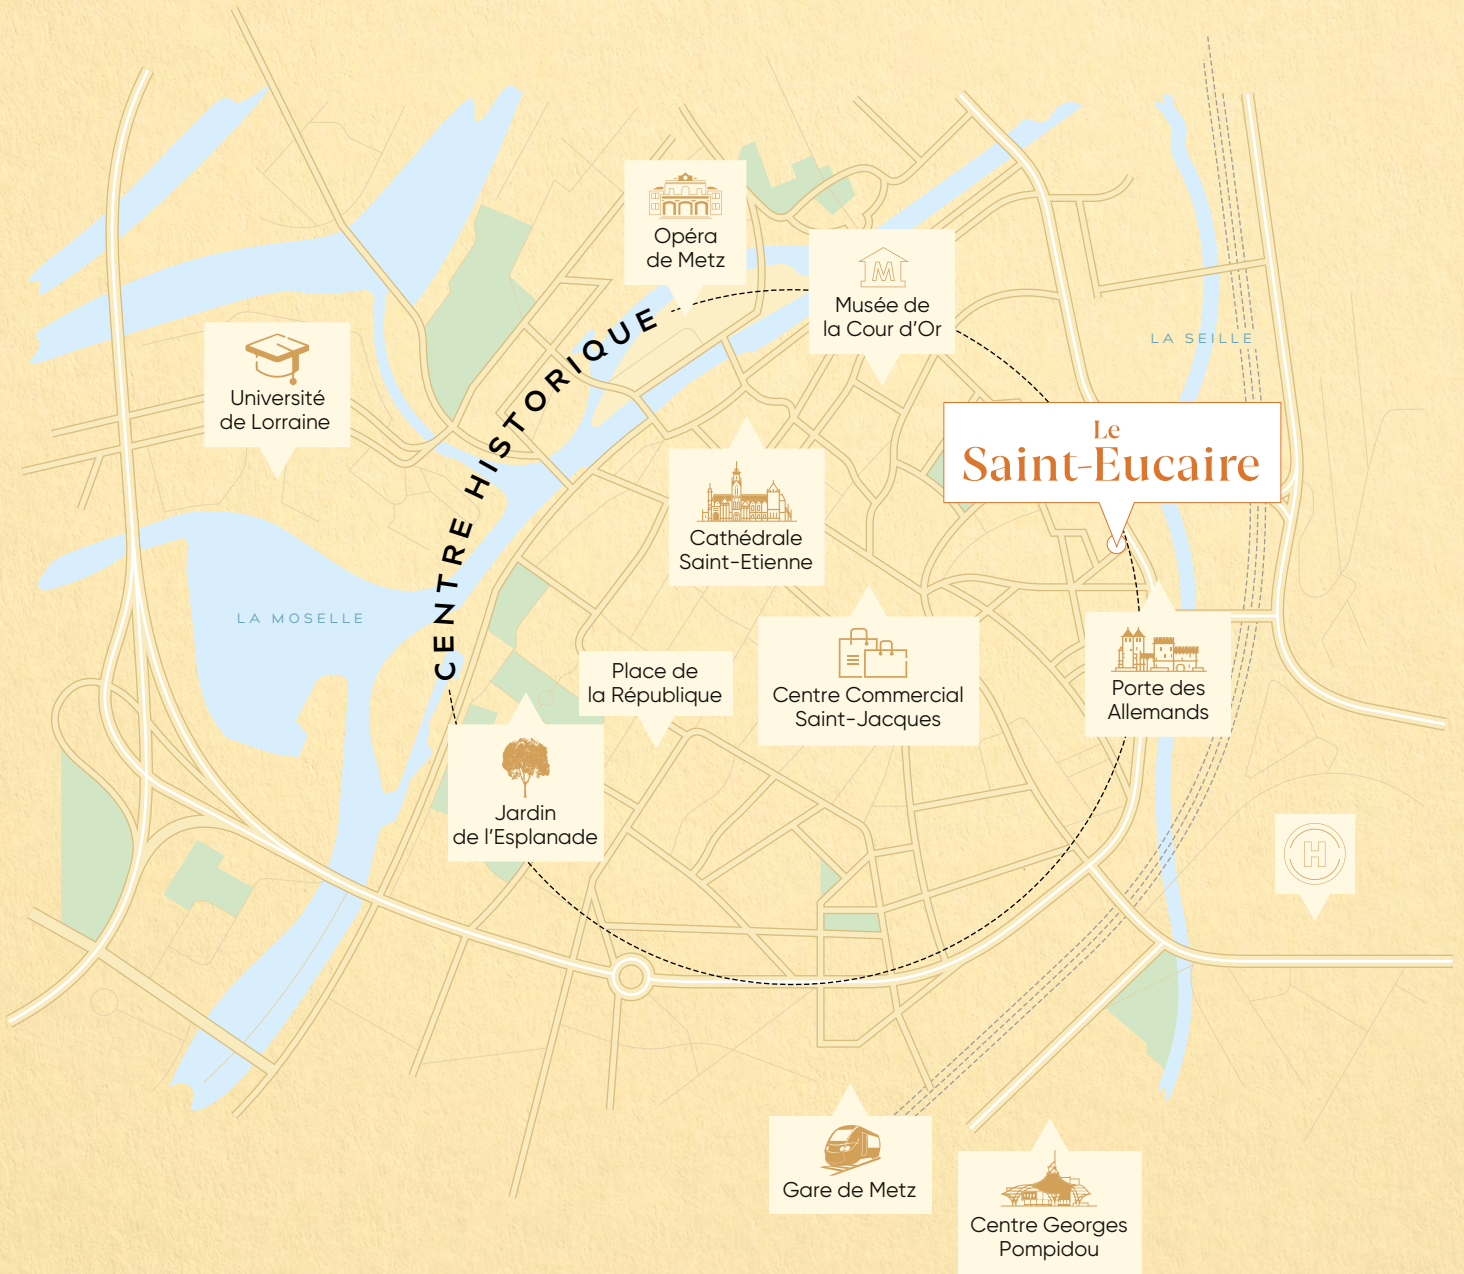 Opéra
de Metz
M
Musée de
la Cour d'Or
CENTRE HISTORIQUE
LA SEILLE
Université
de Lorraine
Le
Saint-Eucaire
Cathédrale
Saint-Etienne
LA MOSELLE
Place de
la République
Centre Commercial
Saint-Jacques
Porte des
Allemands
Jardin
de l'Esplanade
H
Gare de Metz
Centre Georges
Pompidou